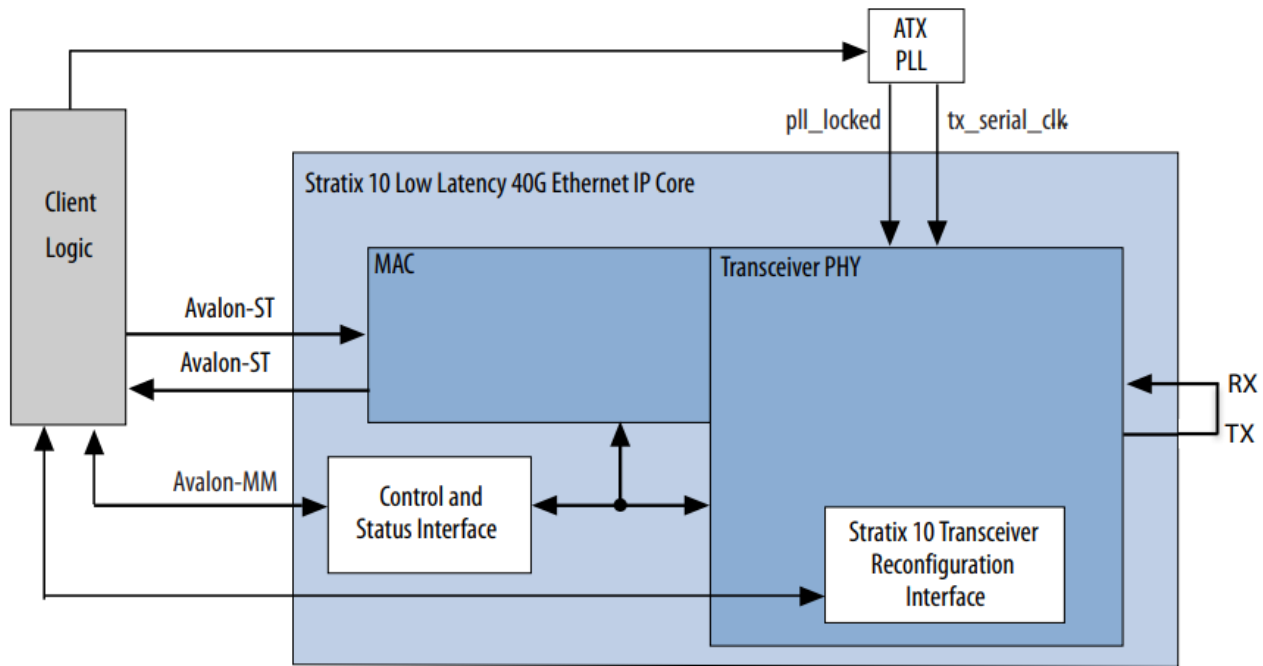 ATX
PLL
pll_locked
tx_serial_clk
Stratix 10 Low Latency 40G Ethernet IP Core
Client
Logic
MAC
Transceiver PHY
Avalon-ST
Avalon-ST
RX
TX
Avalon-MM
Control and
Status Interface
Stratix 10 Transceiver
Reconfiguration
Interface